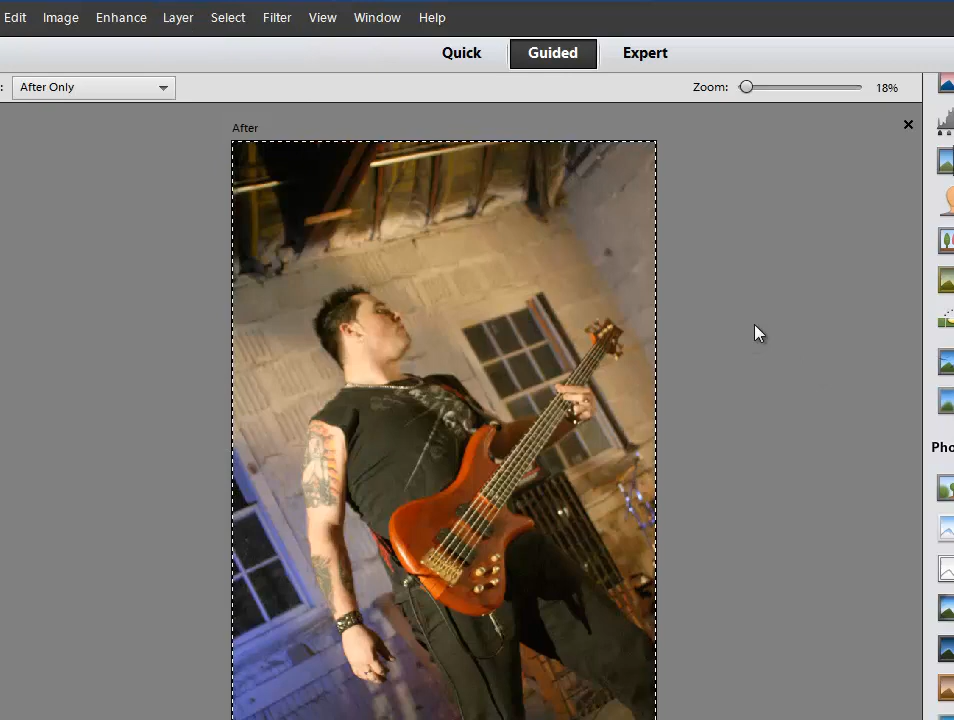 Edit Image Enhance Layer Select Filter View Window Help
Quick Guided Expert
: After Only Zoom: 18%
After
Pho